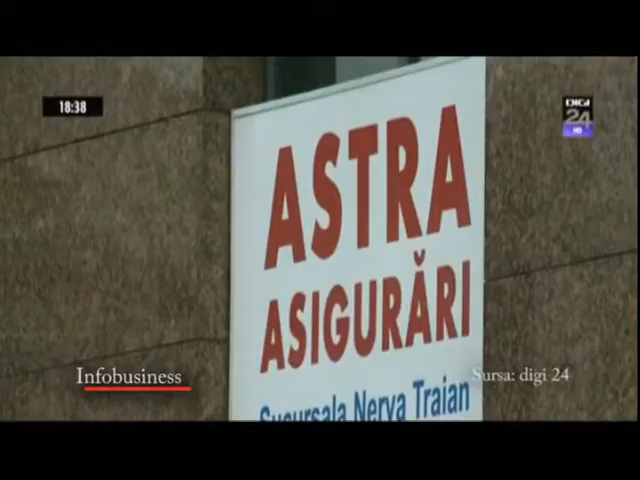 18:38
DIGI
24
HD
ASTRA
ASIGURĂRI
Sucursala Nerva Traian
Infobusiness
Sursa: digi 24